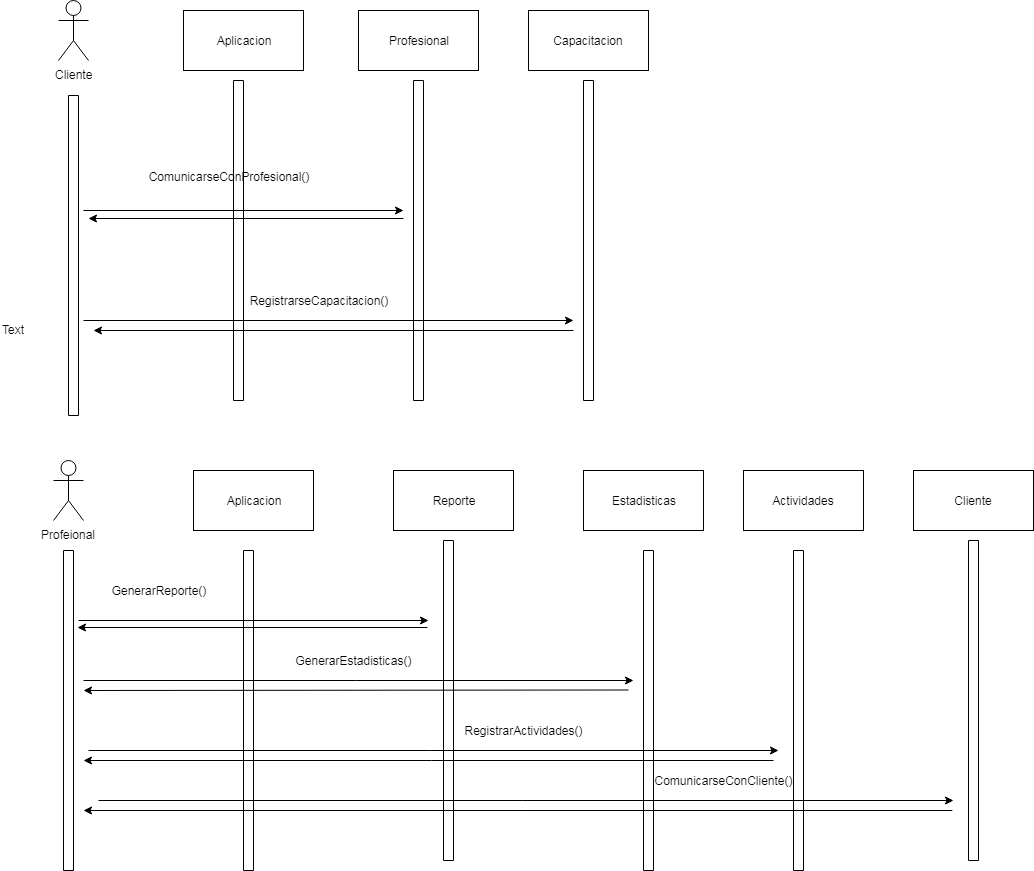 Aplicacion
Profesional
Capacitacion
Cliente
ComunicarseConProfesional()
RegistrarseCapacitacion()
Text
Aplicacion
Reporte
Estadisticas
Actividades
Cliente
Profeional
GenerarReporte()
GenerarEstadisticas()
RegistrarActividades()
ComunicarseConCliente()